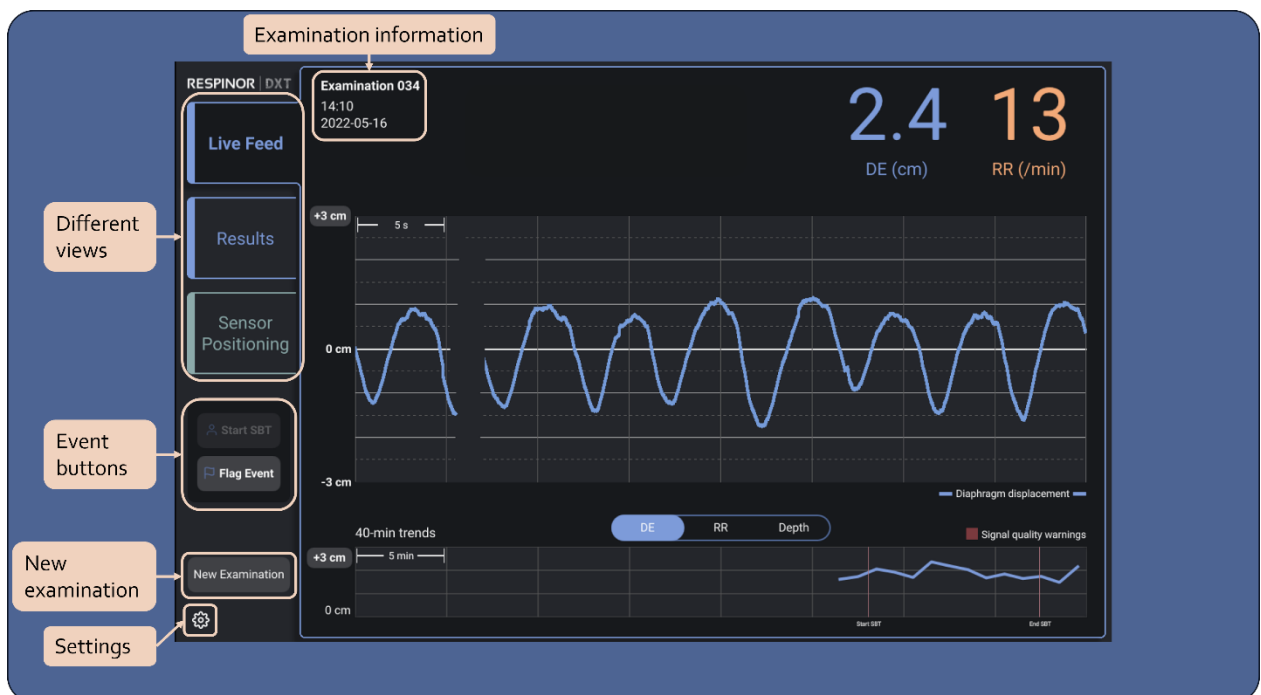 Examination information
RESPINOR | DXT
Examination 034
14:10
2022-05-16
2.4
DE (cm)
13
RR (/min)
Live Feed
Results
Sensor
Positioning
Different
views
+3 cm
5 s
0 cm
-3 cm
Diaphragm displacement
Start SBT
Flag Event
Event
buttons
40-min trends
DE
RR
Depth
Signal quality warnings
+3 cm
5 min
0 cm
Start SBT
End SBT
New Examination
New
examination
Settings